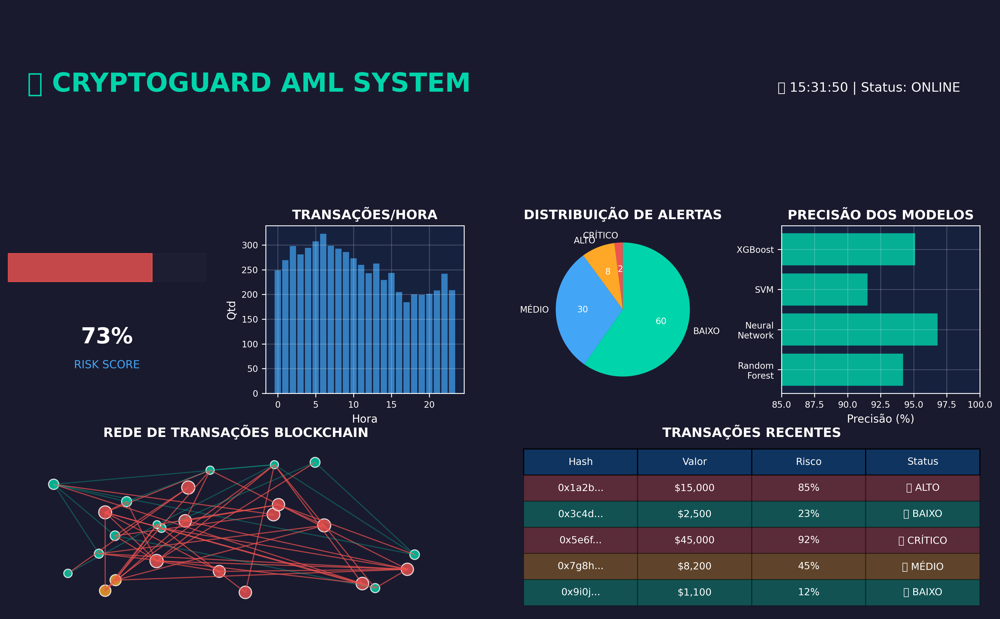 CRYPTOGUARD AML SYSTEM
15:31:50 | Status: ONLINE
73%
RISK SCORE
TRANSAÇÕES/HORA
Qtd
300
250
200
150
100
50
0
0 5 10 15 20
Hora
DISTRIBUIÇÃO DE ALERTAS
CRÍTICO
ALTO
MÉDIO
BAIXO
2
8
30
60
PRECISÃO DOS MODELOS
XGBoost
SVM
Neural
Network
Random
Forest
85.0 87.5 90.0 92.5 95.0 97.5 100.0
Precisão (%)
REDE DE TRANSAÇÕES BLOCKCHAIN
TRANSAÇÕES RECENTES
Hash Valor Risco Status
0x1a2b... $15,000 85% ALTO
0x3c4d... $2,500 23% BAIXO
0x5e6f... $45,000 92% CRÍTICO
0x7g8h... $8,200 45% MÉDIO
0x9i0j... $1,100 12% BAIXO